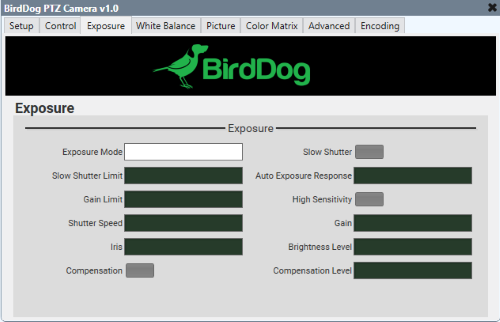 BirdDog PTZ Camera v1.0
Setup Control Exposure White Balance Picture Color Matrix Advanced Encoding
BirdDog
Exposure
Exposure
Exposure Mode Slow Shutter
Slow Shutter Limit Auto Exposure Response
Gain Limit High Sensitivity
Shutter Speed Gain
Iris Brightness Level
Compensation Compensation Level